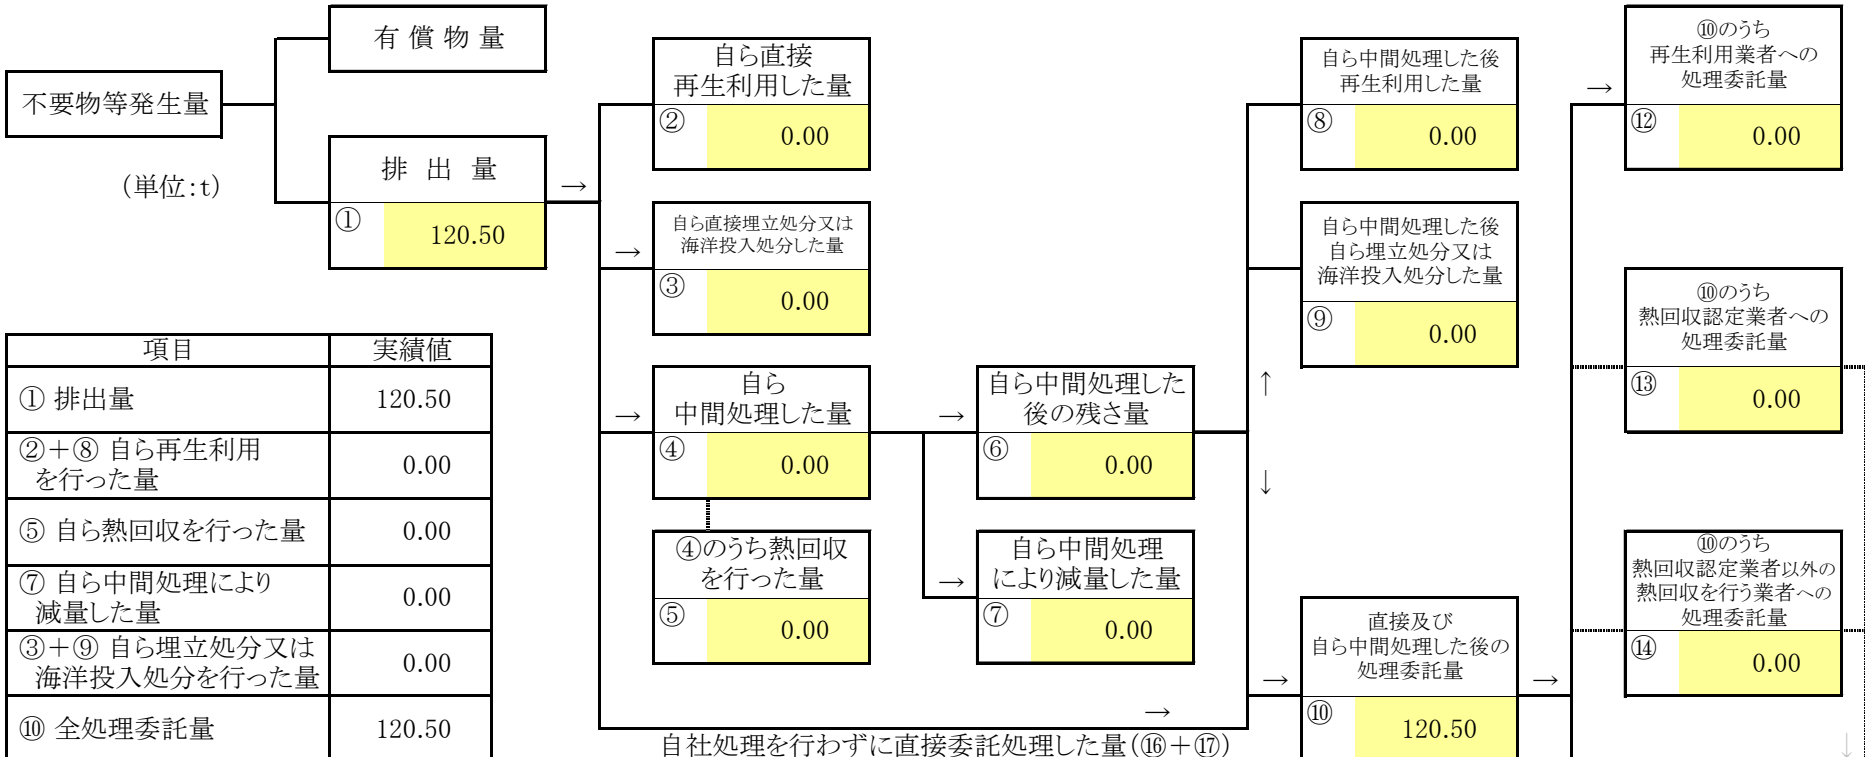 有 償 物 量
不要物等発生量
(単位:t)
排 出 量
→
①
120.50
自ら直接
再生利用した量
②
0.00
→
自ら直接埋立処分又は
海洋投入処分した量
③
0.00
→
自ら
中間処理した量
④
0.00
④のうち熱回収
を行った量
⑤
0.00
→
自ら中間処理した
後の残さ量
⑥
0.00
→
自ら中間処理
により減量した量
⑦
0.00
自ら中間処理した後
再生利用した量
⑧
0.00
自ら中間処理した後
自ら埋立処分又は
海洋投入処分した量
⑨
0.00
↑
↓
→
直接及び
自ら中間処理した後の
処理委託量
⑩
120.50
→
→
自社処理を行わずに直接委託処理した量(⑯+⑰)
→
⑩のうち
再生利用業者への
処理委託量
⑫
0.00
⑩のうち
熱回収認定業者への
処理委託量
⑬
0.00
⑩のうち
熱回収認定業者以外の
熱回収を行う業者への
処理委託量
⑭
0.00
↓
項目 実績値
① 排出量 120.50
②+⑧ 自ら再生利用
を行った量 0.00
⑤ 自ら熱回収を行った量 0.00
⑦ 自ら中間処理により
減量した量 0.00
③+⑨ 自ら埋立処分又は
海洋投入処分を行った量 0.00
⑩ 全処理委託量 120.50